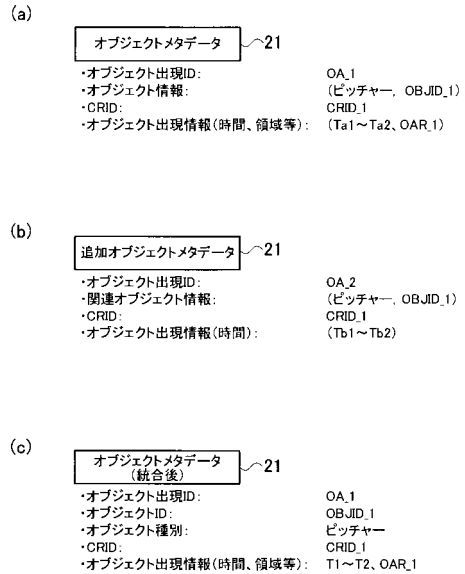 (a)
オブジェクトメタデータ 21
・オブジェクト出現ID: OA_1
・オブジェクト情報: (ピッチャー, OBJID_1)
・CRID: CRID_1
・オブジェクト出現情報(時間、領域等): (Ta1～Ta2、OAR_1)
(b)
追加オブジェクトメタデータ 21
・オブジェクト出現ID: OA_2
・関連オブジェクト情報: (ピッチャー, OBJID_1)
・CRID: CRID_1
・オブジェクト出現情報(時間): (Tb1～Tb2)
(c)
オブジェクトメタデータ
(統合後) 21
・オブジェクト出現ID: OA_1
・オブジェクトID: OBJID_1
・オブジェクト種別: ピッチャー
・CRID: CRID_1
・オブジェクト出現情報(時間、領域等): T1～T2、OAR_1